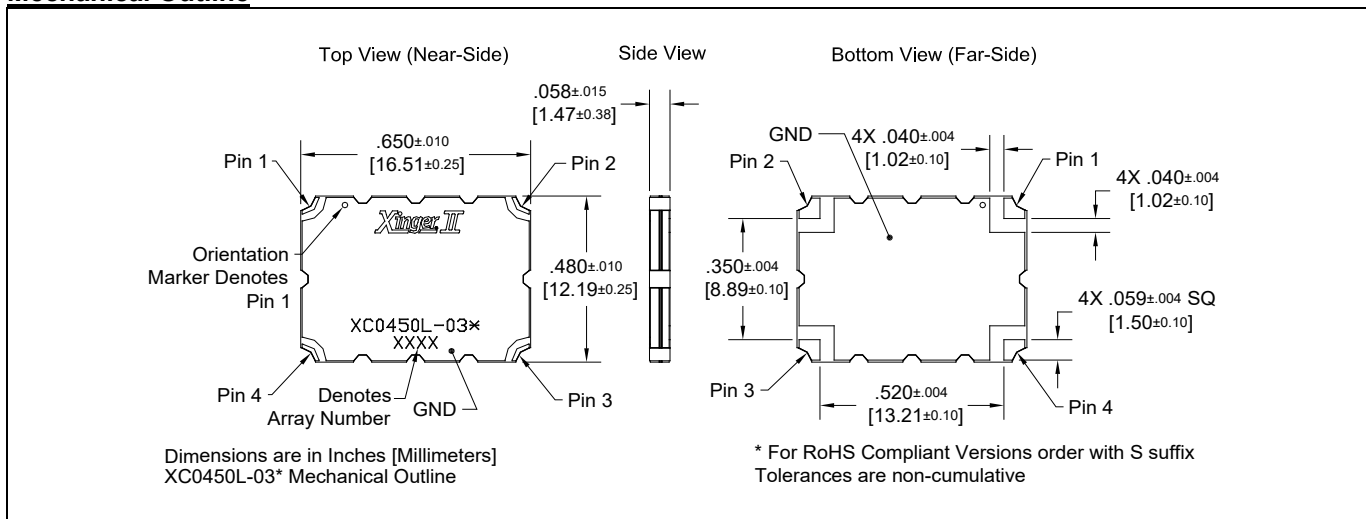 Mechanical Outline
Top View (Near-Side)
Side View
Bottom View (Far-Side)
.058±.015
[1.47±0.38]
.650±.010
[16.51±0.25]
Pin 1
Pin 2
GND
4X .040±.004
[1.02±0.10]
Pin 2
Pin 1
4X .040±.004
[1.02±0.10]
Xinger II
Orientation
Marker Denotes
Pin 1
.480±.010
[12.19±0.25]
.350±.004
[8.89±0.10]
4X .059±.004 SQ
[1.50±0.10]
XC0450L-03*
XXXX
Pin 4
Denotes
Array Number
GND
Pin 3
Pin 3
.520±.004
[13.21±0.10]
Pin 4
Dimensions are in Inches [Millimeters]
XC0450L-03* Mechanical Outline
* For RoHS Compliant Versions order with S suffix
Tolerances are non-cumulative